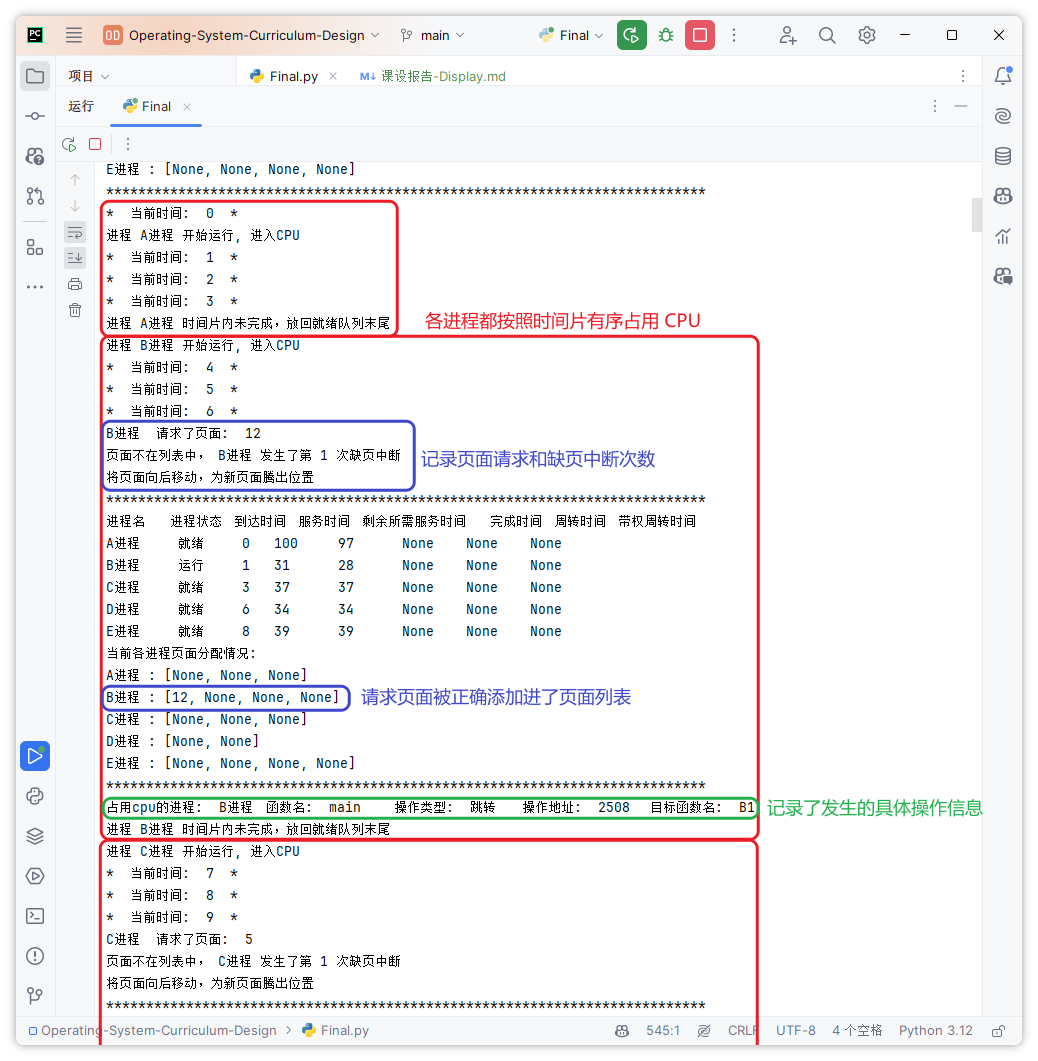 PC
OD Operating-System-Curriculum-Design main Final
项目
Final.py
M↓ 课设报告-Display.md
运行 Final
E进程 : [None, None, None, None]
***************************************************************************
* 当前时间: 0 *
进程 A进程 开始运行, 进入CPU
* 当前时间: 1 *
* 当前时间: 2 *
* 当前时间: 3 *
进程 A进程 时间片内未完成，放回就绪队列末尾
各进程都按照时间片有序占用 CPU
进程 B进程 开始运行, 进入CPU
* 当前时间: 4 *
* 当前时间: 5 *
* 当前时间: 6 *
B进程 请求了页面: 12
页面不在列表中， B进程 发生了第 1 次缺页中断
记录页面请求和缺页中断次数
将页面向后移动，为新页面腾出位置
***************************************************************************
进程名 进程状态 到达时间 服务时间 剩余所需服务时间 完成时间 周转时间 带权周转时间
A进程 就绪 0 100 97 None None None
B进程 运行 1 31 28 None None None
C进程 就绪 3 37 37 None None None
D进程 就绪 6 34 34 None None None
E进程 就绪 8 39 39 None None None
当前各进程页面分配情况:
A进程 : [None, None, None]
B进程 : [12, None, None, None]
请求页面被正确添加进了页面列表
C进程 : [None, None, None]
D进程 : [None, None]
E进程 : [None, None, None, None]
***************************************************************************
占用cpu的进程: B进程 函数名: main 操作类型: 跳转 操作地址: 2508 目标函数名: B1
记录了发生的具体操作信息
进程 B进程 时间片内未完成，放回就绪队列末尾
进程 C进程 开始运行, 进入CPU
* 当前时间: 7 *
* 当前时间: 8 *
* 当前时间: 9 *
C进程 请求了页面: 5
页面不在列表中， C进程 发生了第 1 次缺页中断
将页面向后移动，为新页面腾出位置
***************************************************************************
Operating-System-Curriculum-Design > Final.py 545:1 CRLF UTF-8 4 个空格 Python 3.12